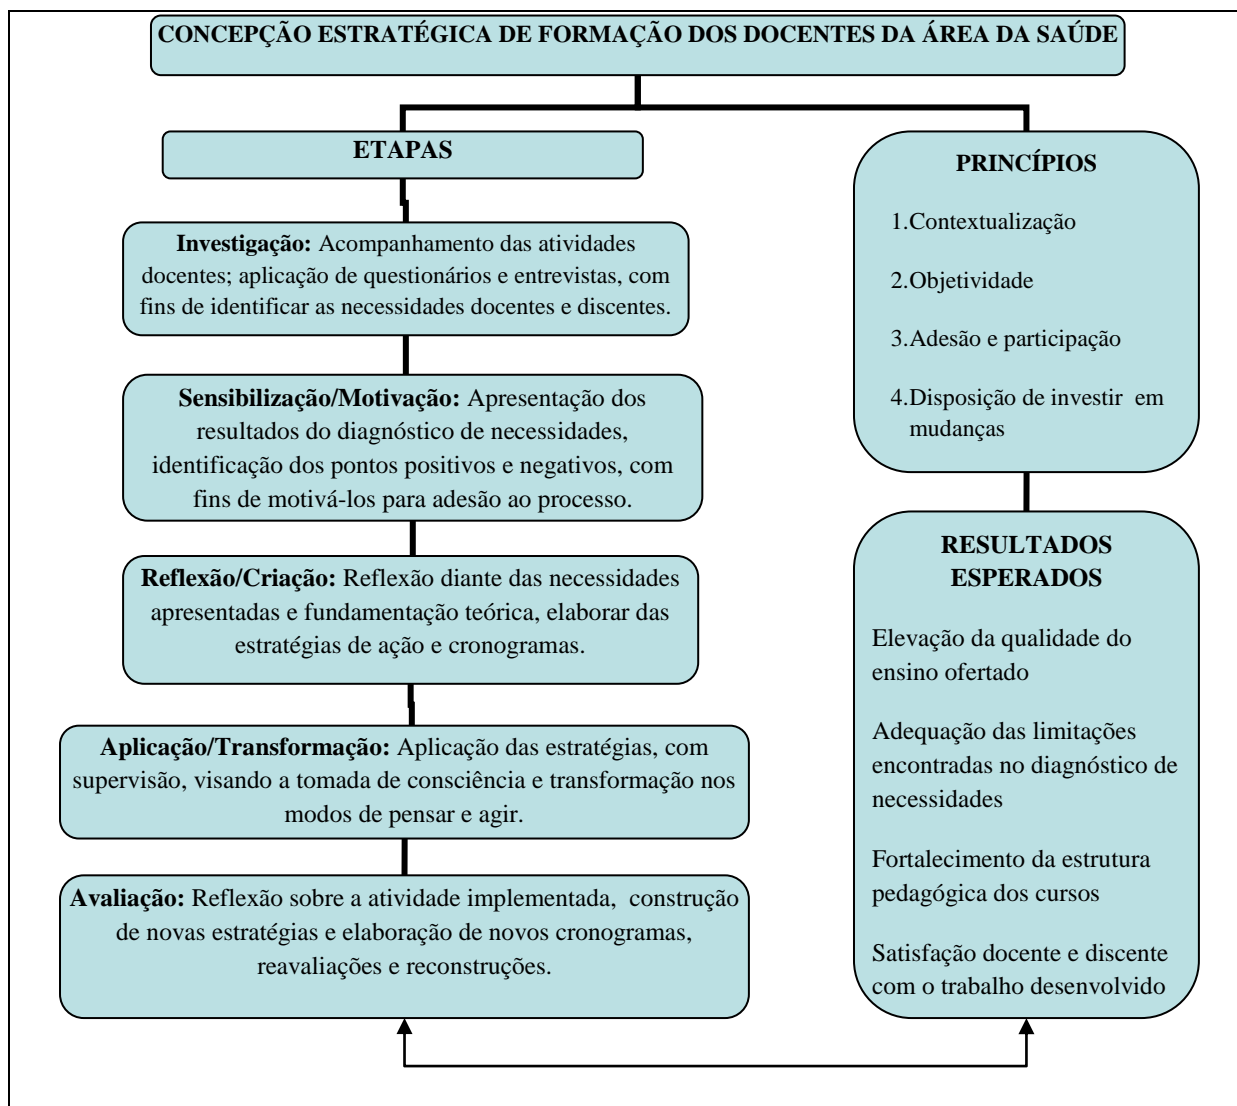 CONCEPÇÃO ESTRATÉGICA DE FORMAÇÃO DOS DOCENTES DA ÁREA DA SAÚDE
ETAPAS
Investigação: Acompanhamento das atividades
docentes; aplicação de questionários e entrevistas, com
fins de identificar as necessidades docentes e discentes.
Sensibilização/Motivação: Apresentação dos
resultados do diagnóstico de necessidades,
identificação dos pontos positivos e negativos, com
fins de motivá-los para adesão ao processo.
Reflexão/Criação: Reflexão diante das necessidades
apresentadas e fundamentação teórica, elaborar das
estratégias de ação e cronogramas.
Aplicação/Transformação: Aplicação das estratégias, com
supervisão, visando a tomada de consciência e transformação nos
modos de pensar e agir.
Avaliação: Reflexão sobre a atividade implementada, construção
de novas estratégias e elaboração de novos cronogramas,
reavaliações e reconstruções.
PRINCÍPIOS
1.Contextualização
2.Objetividade
3.Adesão e participação
4.Disposição de investir em
mudanças
RESULTADOS
ESPERADOS
Elevação da qualidade do
ensino ofertado
Adequação das limitações
encontradas no diagnóstico de
necessidades
Fortalecimento da estrutura
pedagógica dos cursos
Satisfação docente e discente
com o trabalho desenvolvido